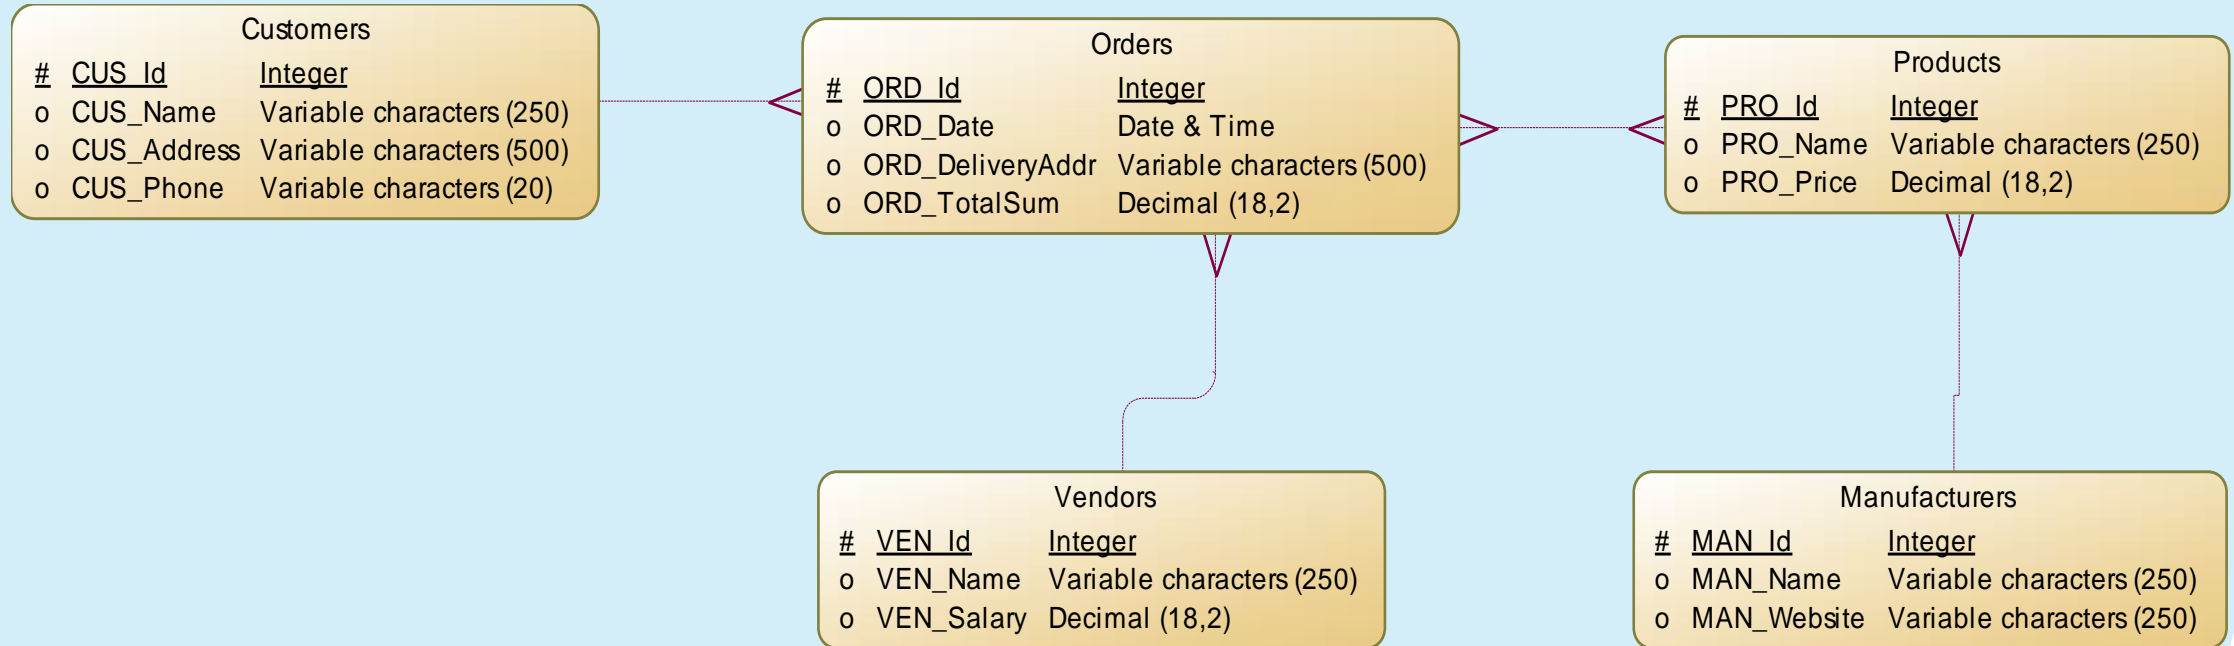 Customers
# CUS_Id Integer
o CUS_Name Variable characters (250)
o CUS_Address Variable characters (500)
o CUS_Phone Variable characters (20)
Orders
# ORD_Id Integer
o ORD_Date Date & Time
o ORD_DeliveryAddr Variable characters (500)
o ORD_TotalSum Decimal (18,2)
Products
# PRO_Id Integer
o PRO_Name Variable characters (250)
o PRO_Price Decimal (18,2)
Vendors
# VEN_Id Integer
o VEN_Name Variable characters (250)
o VEN_Salary Decimal (18,2)
Manufacturers
# MAN_Id Integer
o MAN_Name Variable characters (250)
o MAN_Website Variable characters (250)